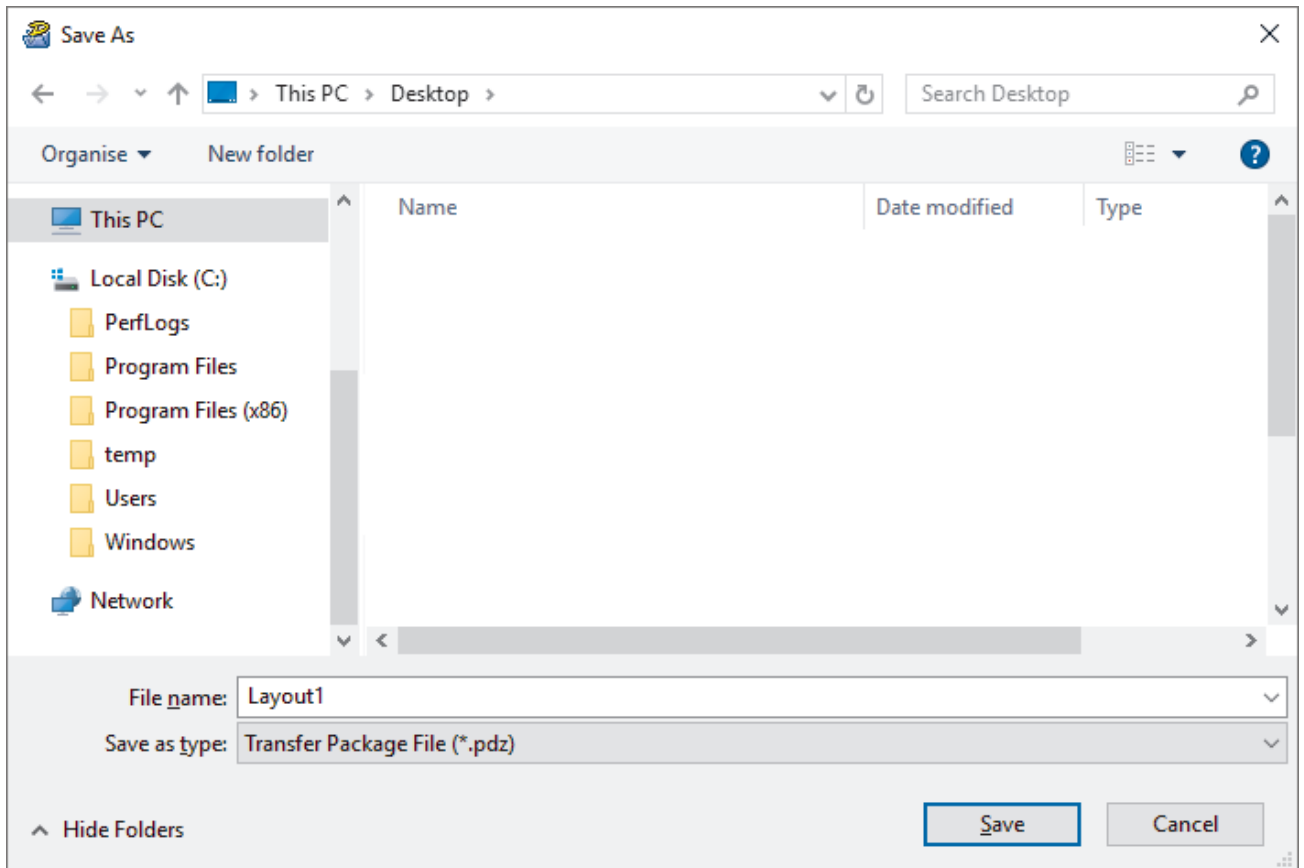 Save As
This PC > Desktop >
Search Desktop
Organise
New folder
?
Name
Date modified
Type
This PC
Local Disk (C:)
PerfLogs
Program Files
Program Files (x86)
temp
Users
Windows
Network
File name: Layout1
Save as type: Transfer Package File (*.pdz)
Hide Folders
Save
Cancel